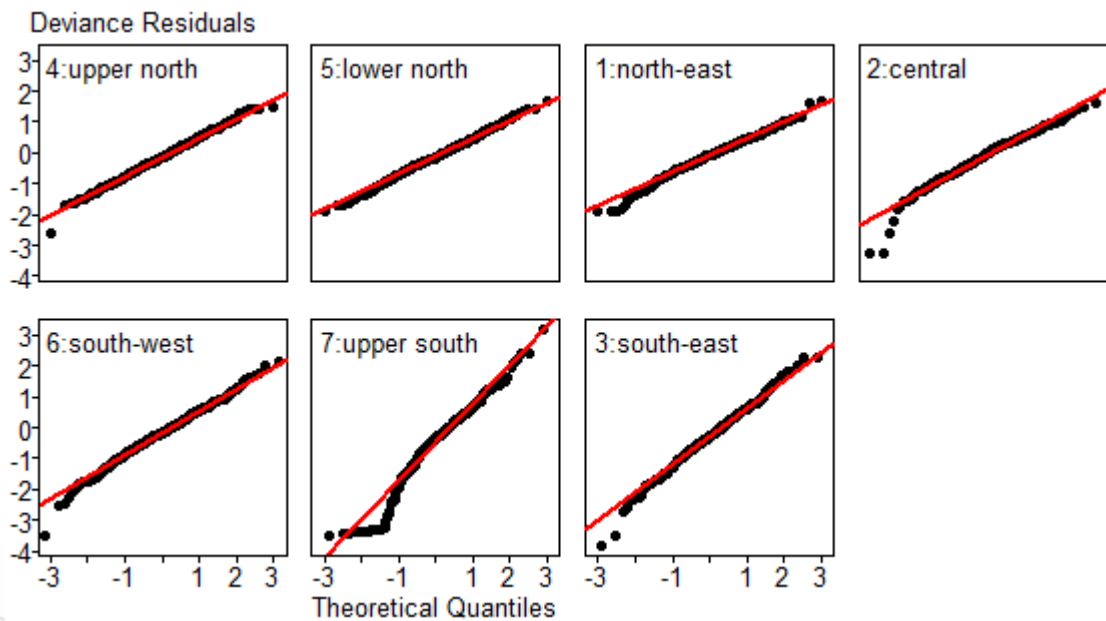 Deviance Residuals
4:upper north
5:lower north
1:north-east
2:central
3
2
1
0
-1
-2
-3
-4
6:south-west
7:upper south
3:south-east
3
2
1
0
-1
-2
-3
-4
-3 -1 1 2 3
-3 -1 1 2 3
-3 -1 1 2 3
Theoretical Quantiles